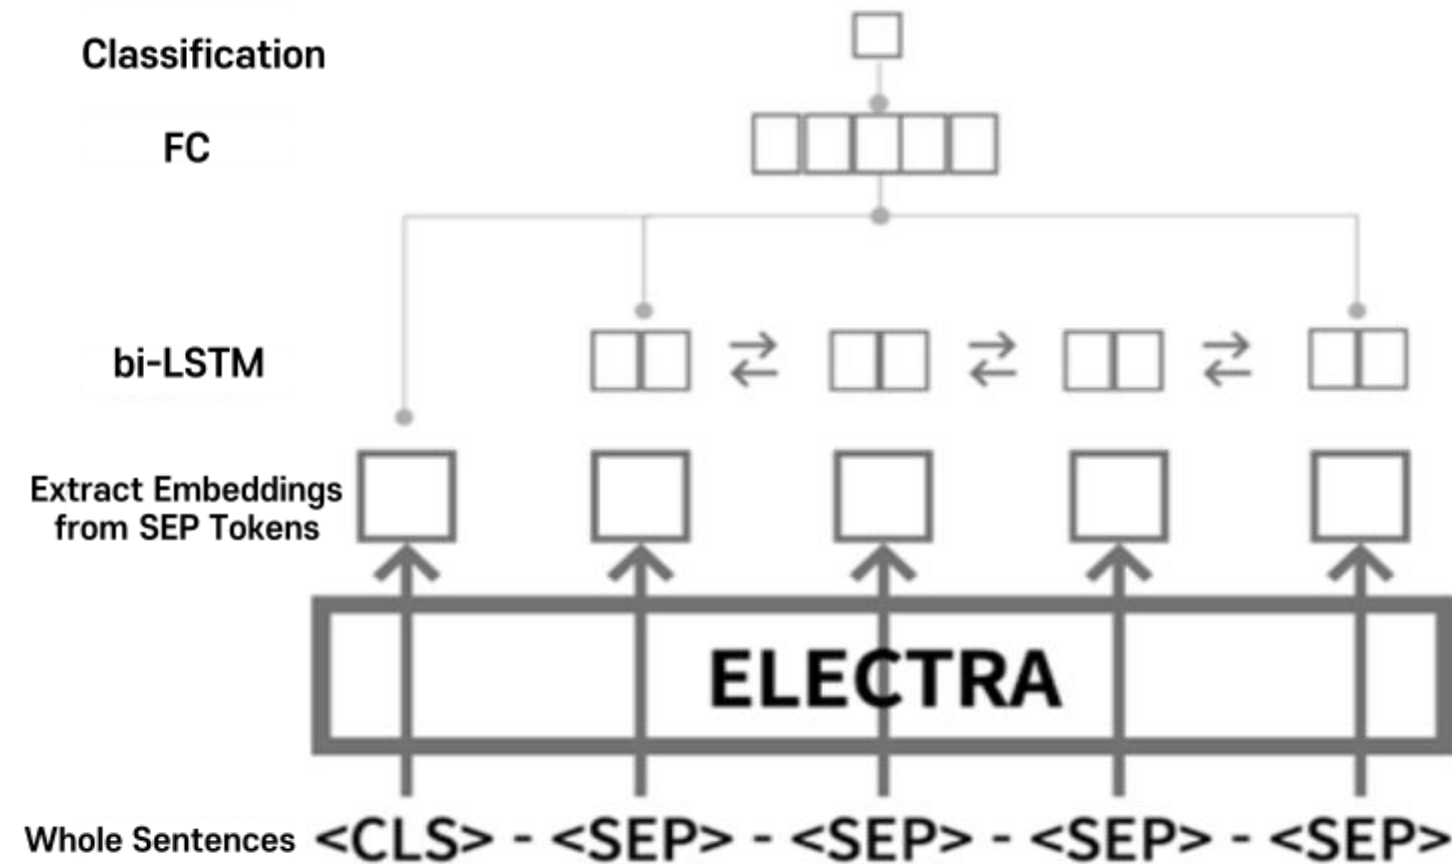 Classification
FC
bi-LSTM
Extract Embeddings
from SEP Tokens
ELECTRA
Whole Sentences <CLS> - <SEP> - <SEP> - <SEP> - <SEP>